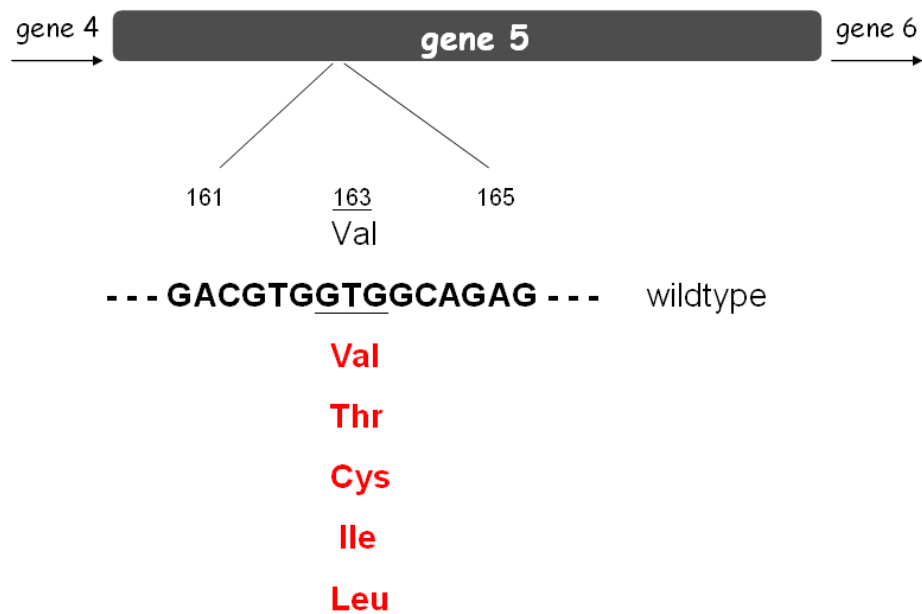 gene 4 gene 5 gene 6
161 163 165
Val
- - - GACGTGGTGGCAGAG - - - wildtype
Val
Thr
Cys
Ile
Leu